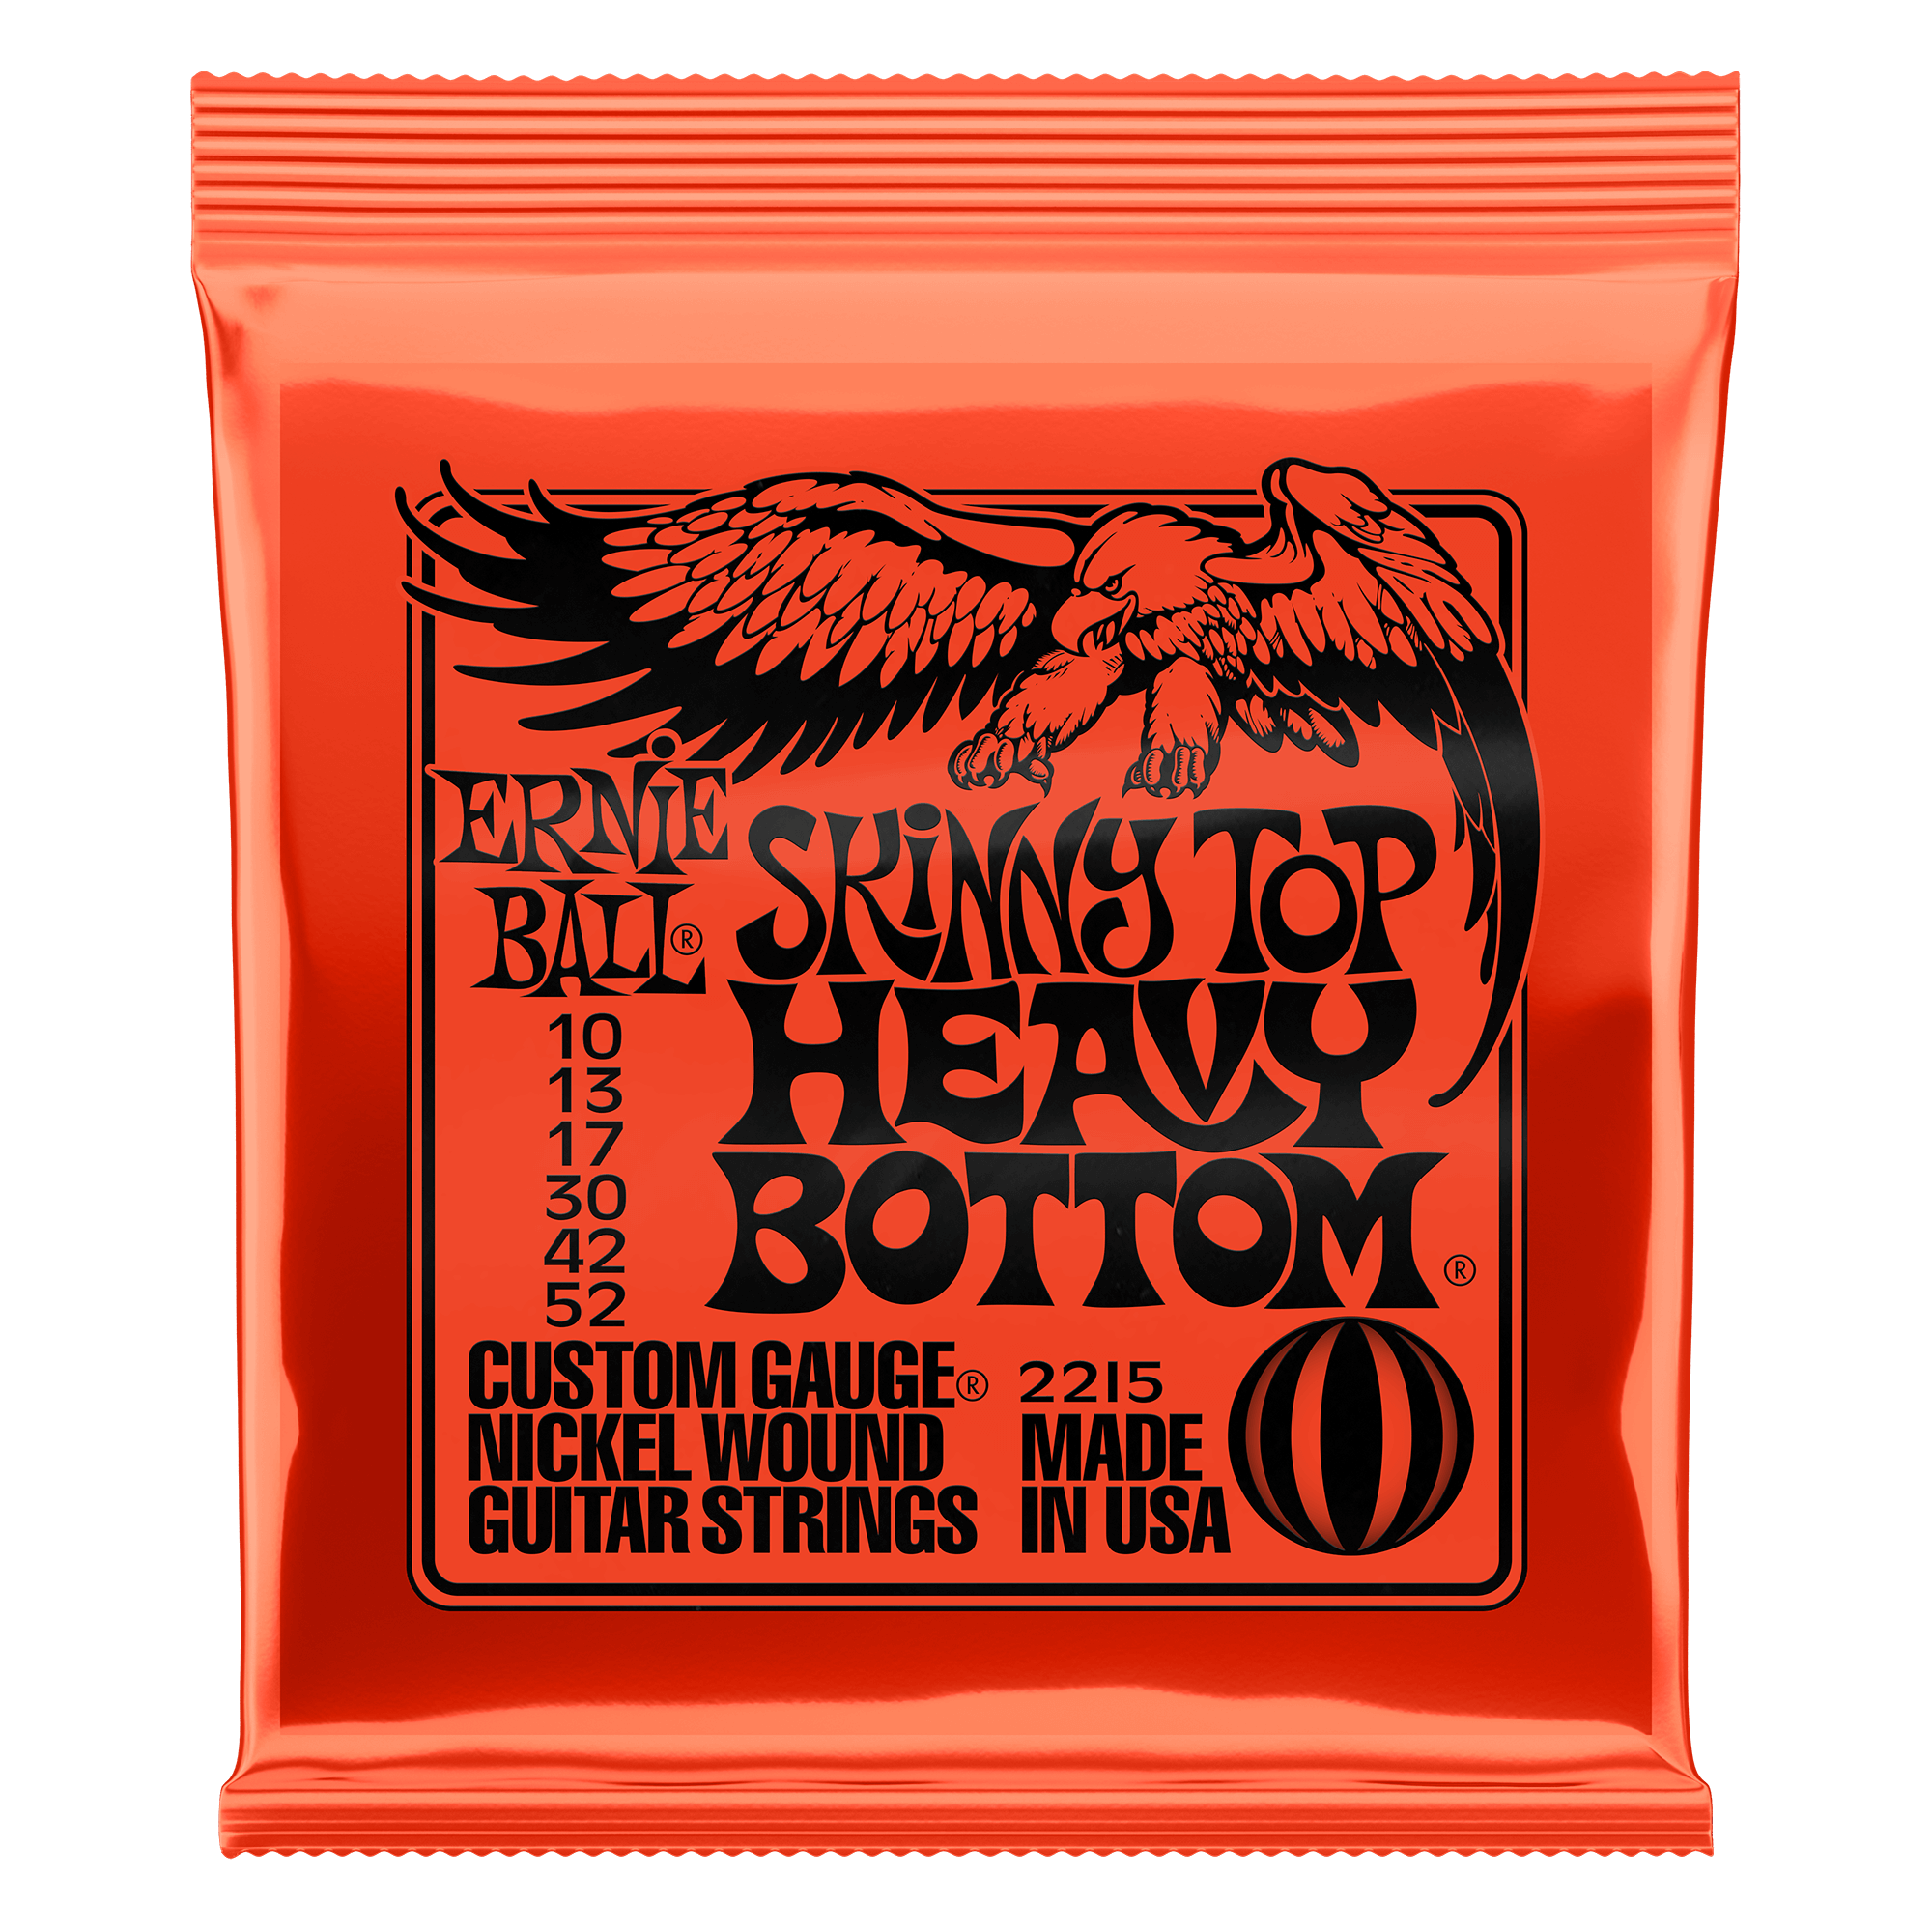 ERNIE
BALL®
SKINNY TOP
HEAVY
BOTTOM®
10
13
17
30
42
52
CUSTOM GAUGE®
NICKEL WOUND
GUITAR STRINGS
2215
MADE
IN USA